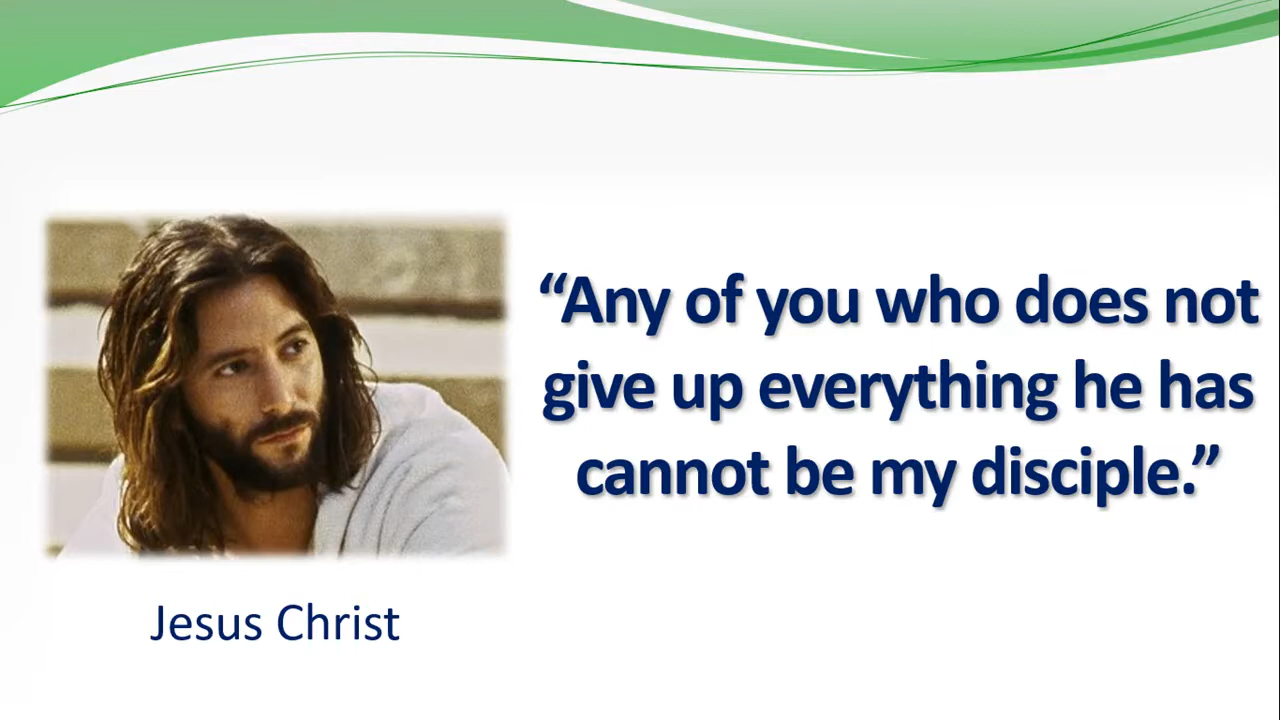 “Any of you who does not
give up everything he has
cannot be my disciple.”
Jesus Christ